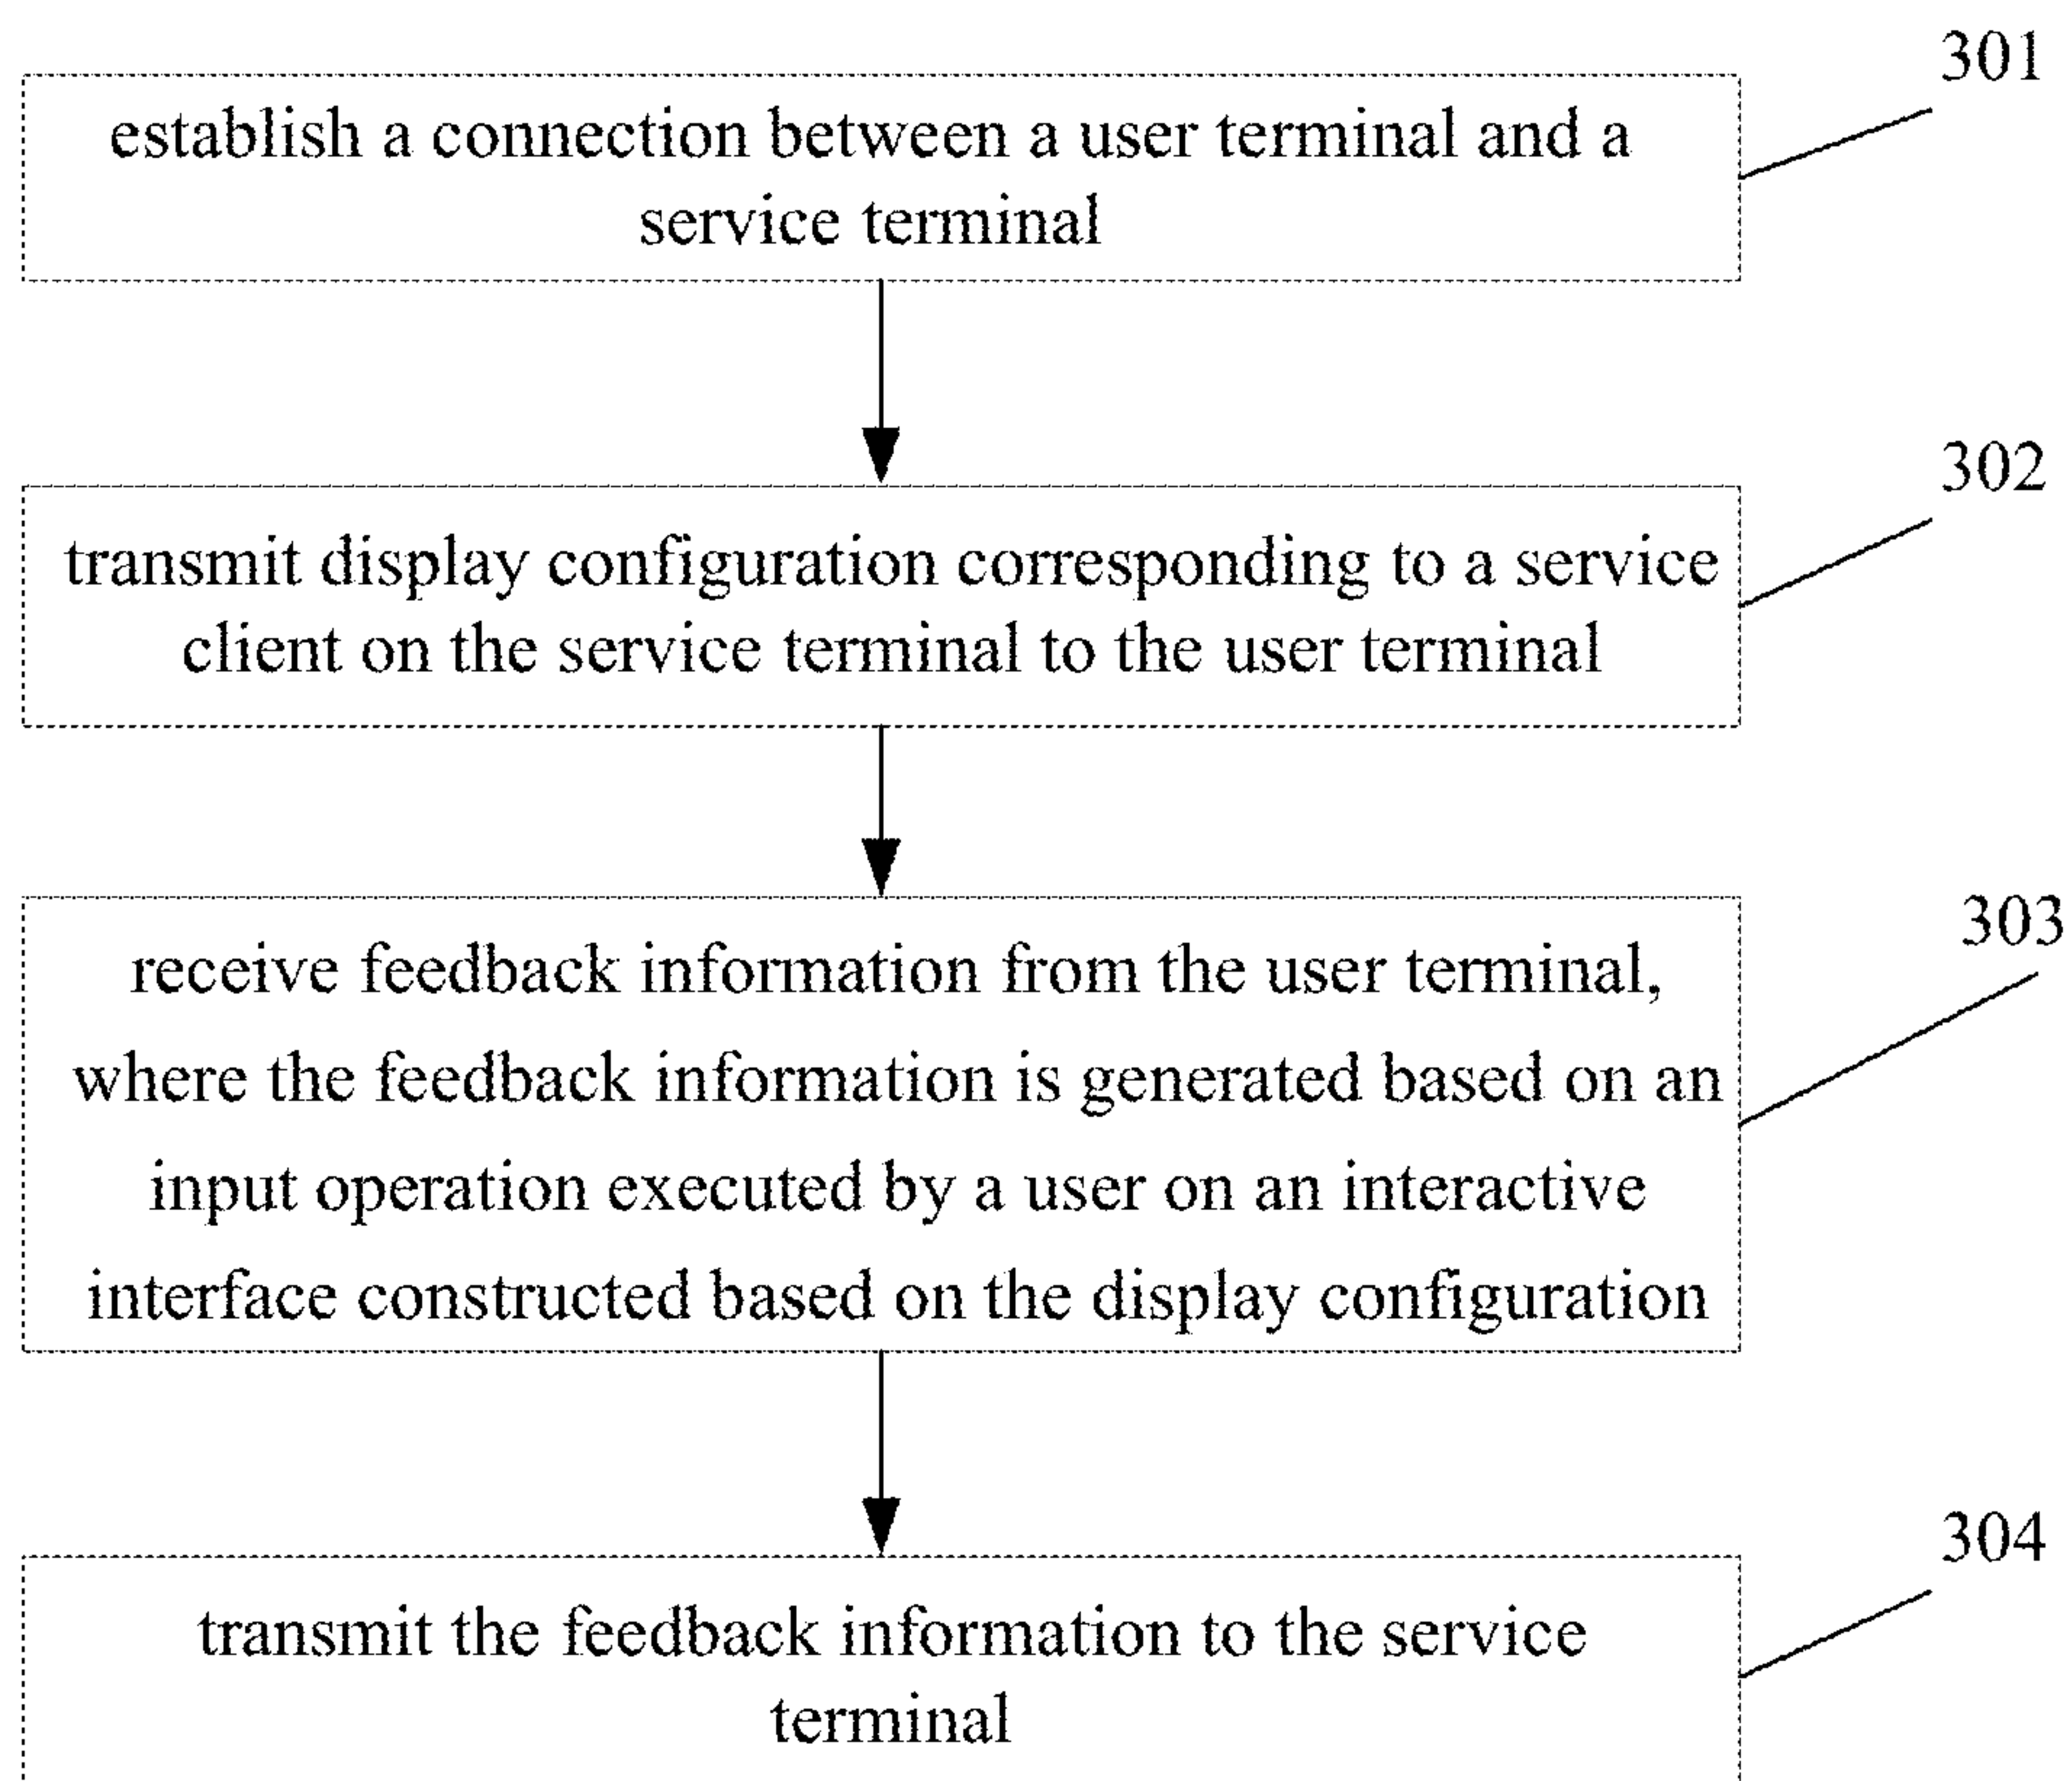 301
establish a connection between a user terminal and a
service terminal
302
transmit display configuration corresponding to a service
client on the service terminal to the user terminal
303
receive feedback information from the user terminal,
where the feedback information is generated based on an
input operation executed by a user on an interactive
interface constructed based on the display configuration
304
transmit the feedback information to the service
terminal